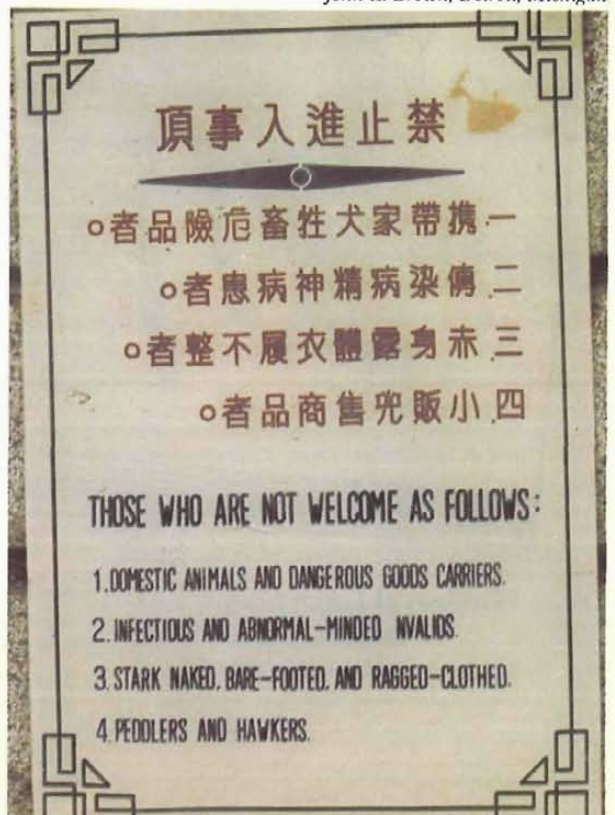 Detroit, Michigan
禁止進入事項
一.携帶家犬牲畜危險品者。
二.傳染病精神病患者。
三.赤身露體衣履不整者。
四.小販兜售商品者。
THOSE WHO ARE NOT WELCOME AS FOLLOWS:
1. DOMESTIC ANIMALS AND DANGEROUS GOODS CARRIERS.
2. INFECTIOUS AND ABNORMAL-MINDED NVALIDS.
3. STARK NAKED, BARE-FOOTED, AND RAGGED-CLOTHED.
4. PEDDLERS AND HAWKERS.